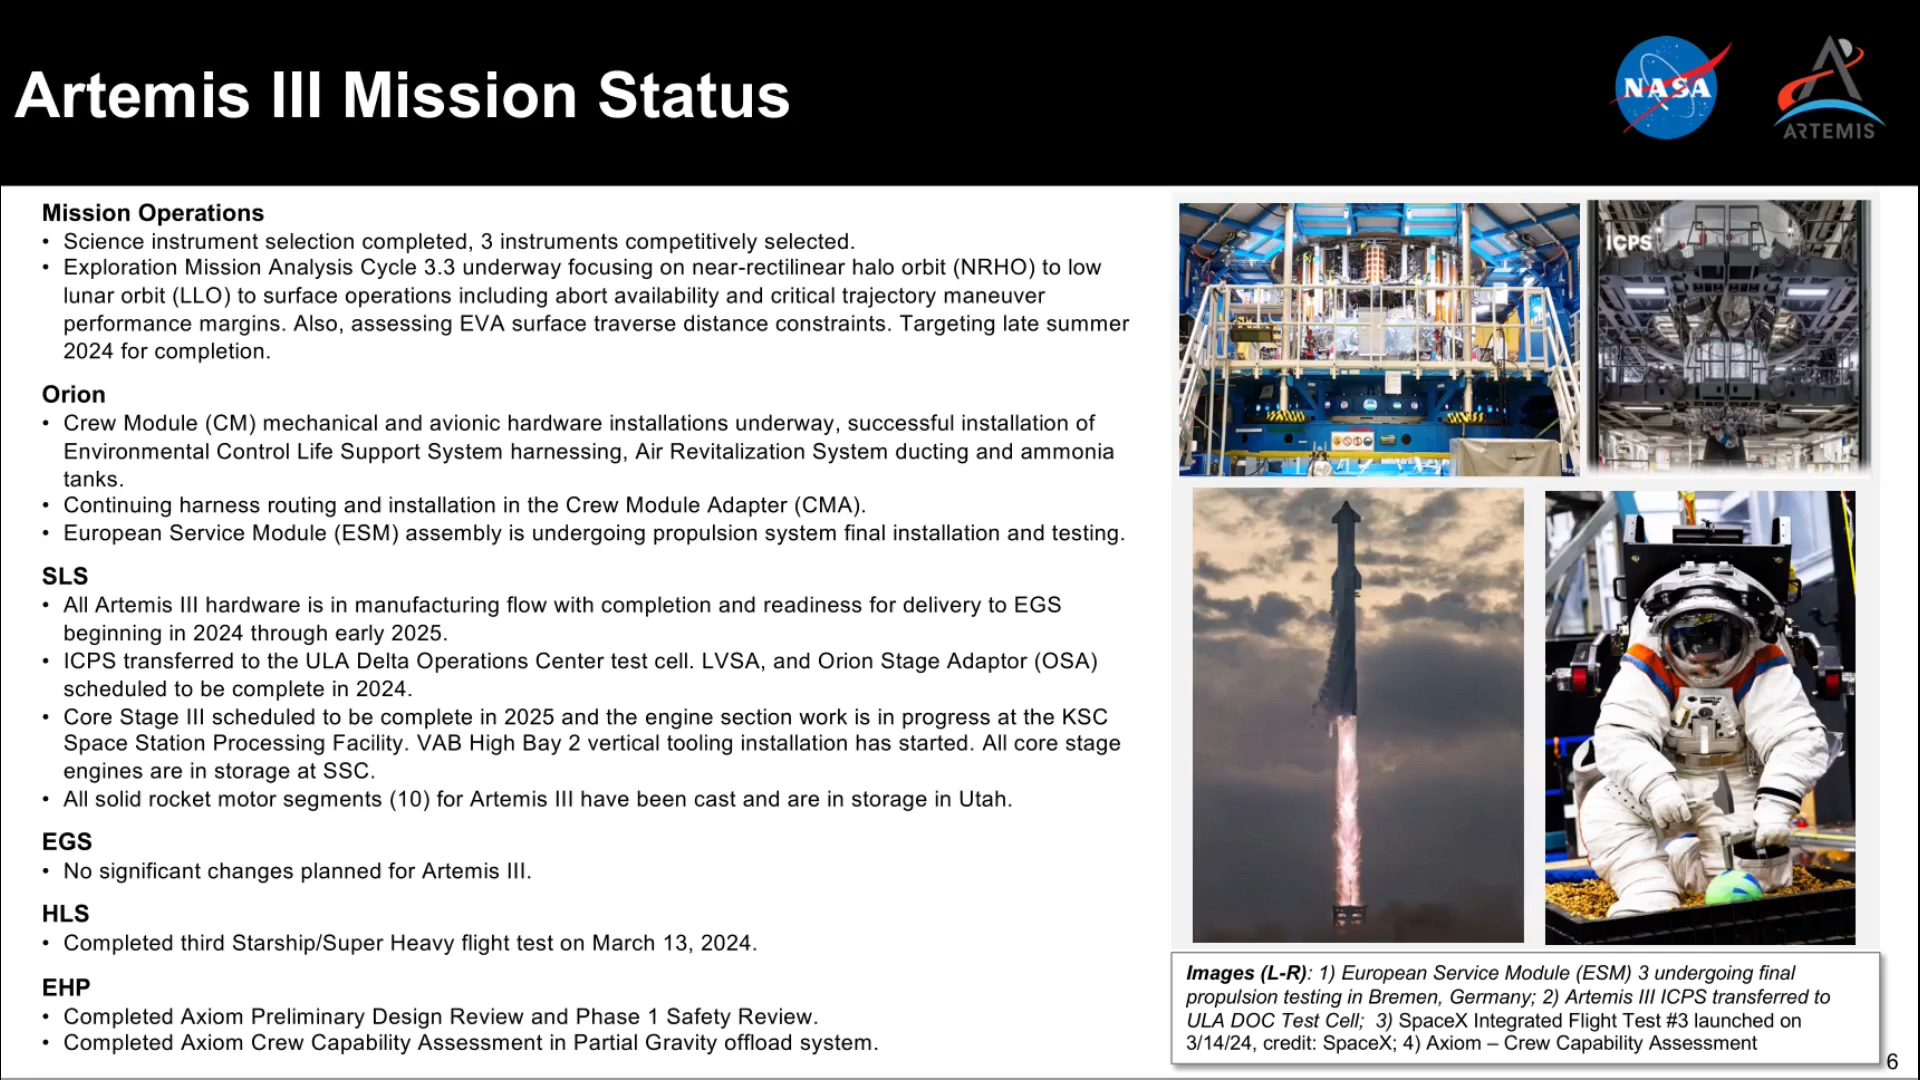 Artemis III Mission Status
NASA
ARTEMIS
Mission Operations
• Science instrument selection completed, 3 instruments competitively selected.
• Exploration Mission Analysis Cycle 3.3 underway focusing on near-rectilinear halo orbit (NRHO) to low
lunar orbit (LLO) to surface operations including abort availability and critical trajectory maneuver
performance margins. Also, assessing EVA surface traverse distance constraints. Targeting late summer
2024 for completion.
Orion
• Crew Module (CM) mechanical and avionic hardware installations underway, successful installation of
Environmental Control Life Support System harnessing, Air Revitalization System ducting and ammonia
tanks.
• Continuing harness routing and installation in the Crew Module Adapter (CMA).
• European Service Module (ESM) assembly is undergoing propulsion system final installation and testing.
SLS
• All Artemis III hardware is in manufacturing flow with completion and readiness for delivery to EGS
beginning in 2024 through early 2025.
• ICPS transferred to the ULA Delta Operations Center test cell. LVSA, and Orion Stage Adaptor (OSA)
scheduled to be complete in 2024.
• Core Stage III scheduled to be complete in 2025 and the engine section work is in progress at the KSC
Space Station Processing Facility. VAB High Bay 2 vertical tooling installation has started. All core stage
engines are in storage at SSC.
• All solid rocket motor segments (10) for Artemis III have been cast and are in storage in Utah.
EGS
• No significant changes planned for Artemis III.
HLS
• Completed third Starship/Super Heavy flight test on March 13, 2024.
EHP
• Completed Axiom Preliminary Design Review and Phase 1 Safety Review.
• Completed Axiom Crew Capability Assessment in Partial Gravity offload system.
ICPS
Images (L-R): 1) European Service Module (ESM) 3 undergoing final
propulsion testing in Bremen, Germany; 2) Artemis III ICPS transferred to
ULA DOC Test Cell; 3) SpaceX Integrated Flight Test #3 launched on
3/14/24, credit: SpaceX; 4) Axiom – Crew Capability Assessment
6